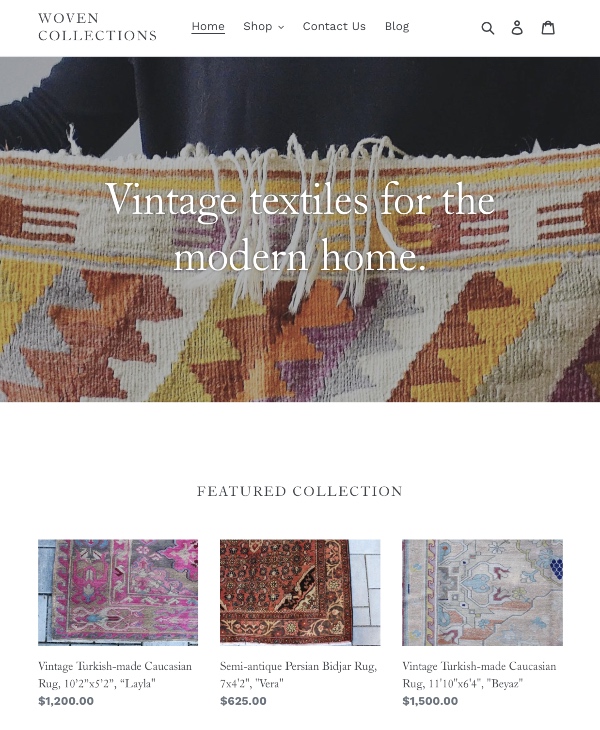 WOVEN
COLLECTIONS
Home Shop Contact Us Blog
Vintage textiles for the
modern home.
FEATURED COLLECTION
Vintage Turkish-made Caucasian
Rug, 10’2”x5’2”, “Layla”
$1,200.00
Semi-antique Persian Bidjar Rug,
7x4'2", "Vera"
$625.00
Vintage Turkish-made Caucasian
Rug, 11'10"x6'4", "Beyaz"
$1,500.00